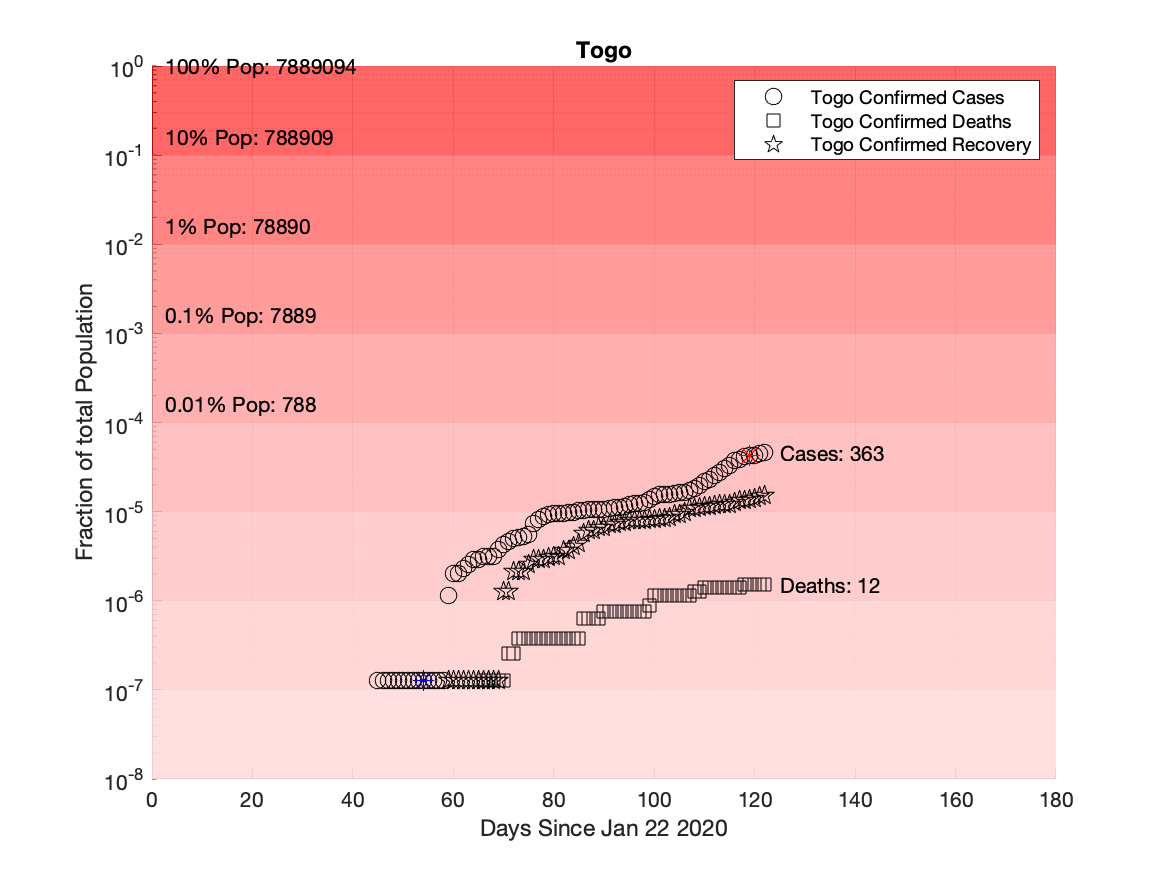 Togo
10^0
100% Pop: 7889094
Togo Confirmed Cases
Togo Confirmed Deaths
Togo Confirmed Recovery
10% Pop: 788909
10^-1
1% Pop: 78890
10^-2
0.1% Pop: 7889
10^-3
0.01% Pop: 788
10^-4
Cases: 363
10^-5
Deaths: 12
10^-6
10^-7
10^-8
Fraction of total Population
0 20 40 60 80 100 120 140 160 180
Days Since Jan 22 2020